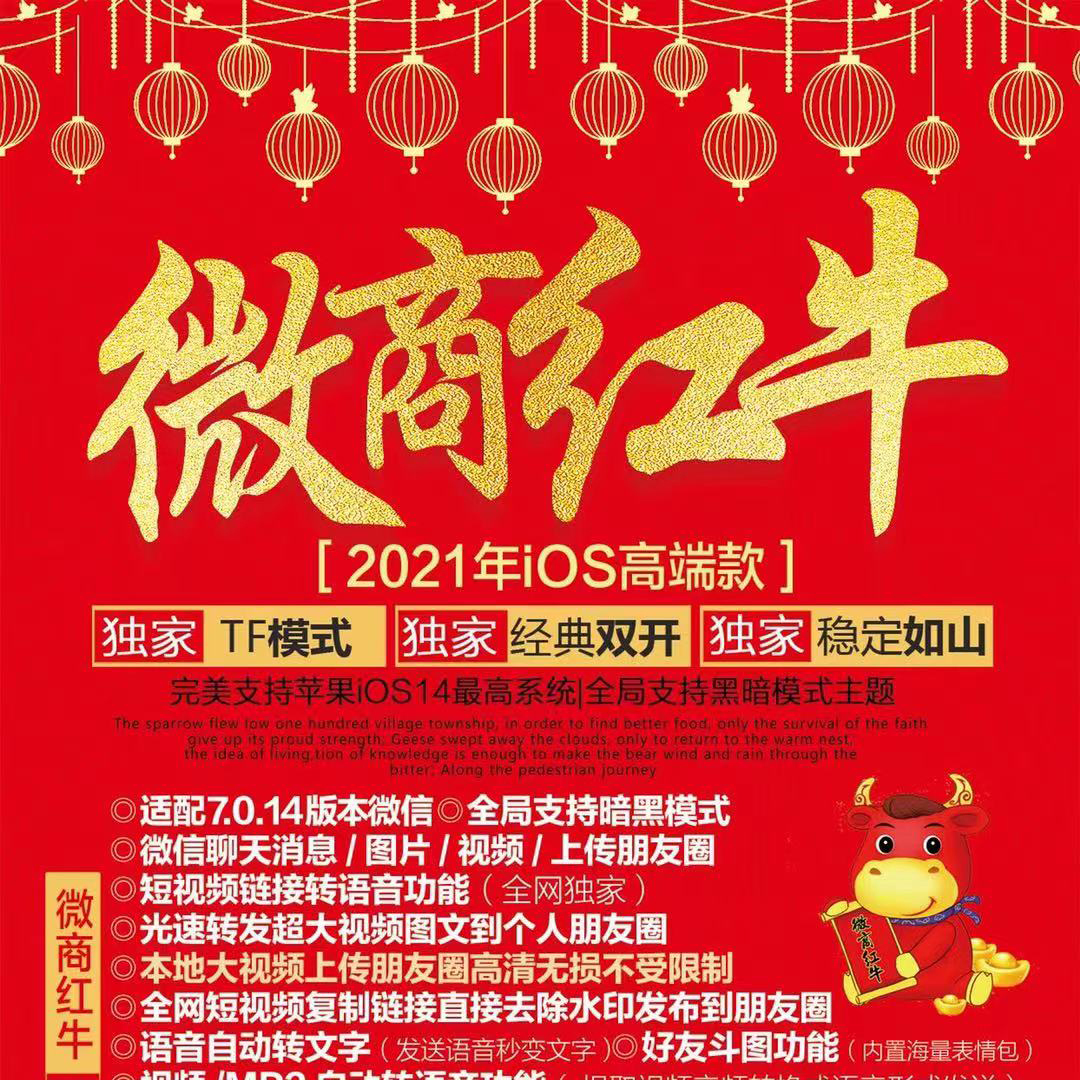 微商红牛
[ 2021年iOS高端款 ]
独家 TF模式 独家 经典双开 独家 稳定如山
完美支持苹果iOS14最高系统|全局支持黑暗模式主题
The sparrow flew low one hundred village township, in order to find better food, only the survival of the faith
give up its proud strength; Geese swept away the clouds, only to return to the warm nest,
the idea of living,tion of knowledge is enough to make the bear wind and rain through the
bitter; Along the pedestrian journey
◎适配7.0.14版本微信◎全局支持暗黑模式
◎微信聊天消息 / 图片 / 视频 / 上传朋友圈
◎短视频链接转语音功能(全网独家)
◎光速转发超大视频图文到个人朋友圈
◎本地大视频上传朋友圈高清无损不受限制
◎全网短视频复制链接直接去除水印发布到朋友圈
◎语音自动转文字(发送语音秒变文字)◎好友斗图功能(内置海量表情包)
微商红牛
微商红牛